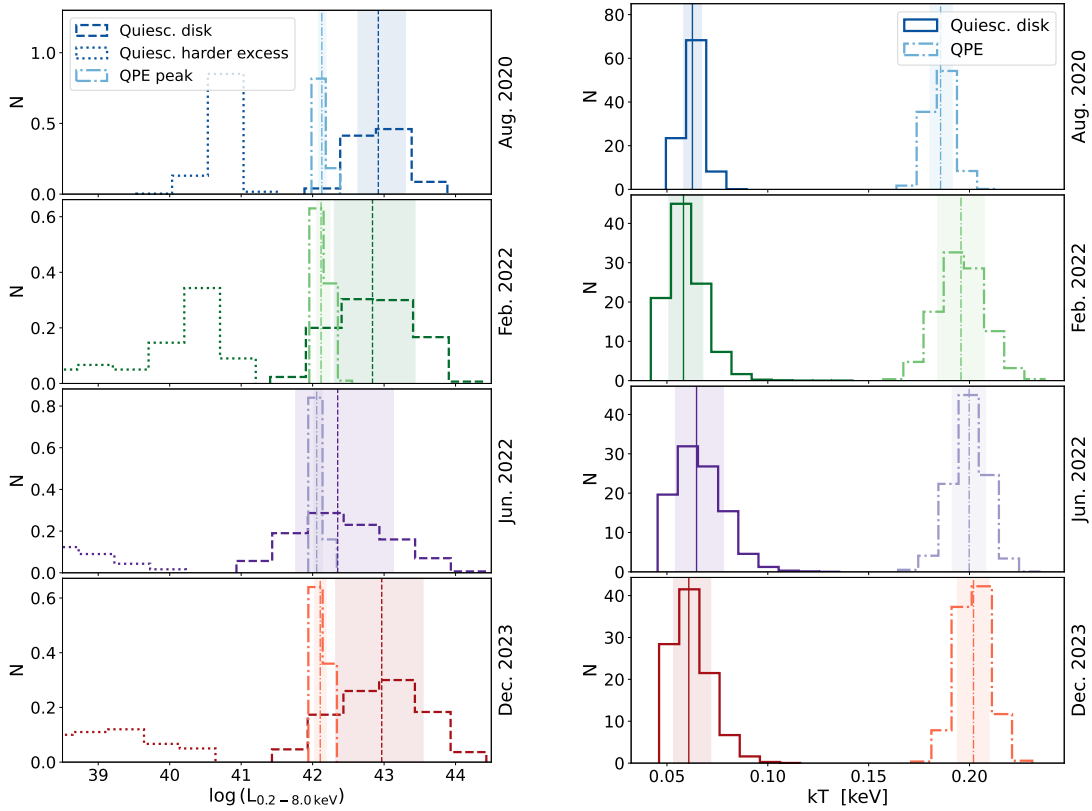 Quiesc. disk
Quiesc. harder excess
QPE peak
1.0
0.5
0.0
N
Aug. 2020
0.6
0.4
0.2
0.0
N
Feb. 2022
0.8
0.6
0.4
0.2
0.0
N
Jun. 2022
0.6
0.4
0.2
0.0
N
Dec. 2023
39 40 41 42 43 44
log (L0.2 − 8.0 keV)
Quiesc. disk
QPE
80
60
40
20
0
N
Aug. 2020
40
30
20
10
0
N
Feb. 2022
40
30
20
10
0
N
Jun. 2022
40
30
20
10
0
N
Dec. 2023
0.05 0.10 0.15 0.20
kT [keV]